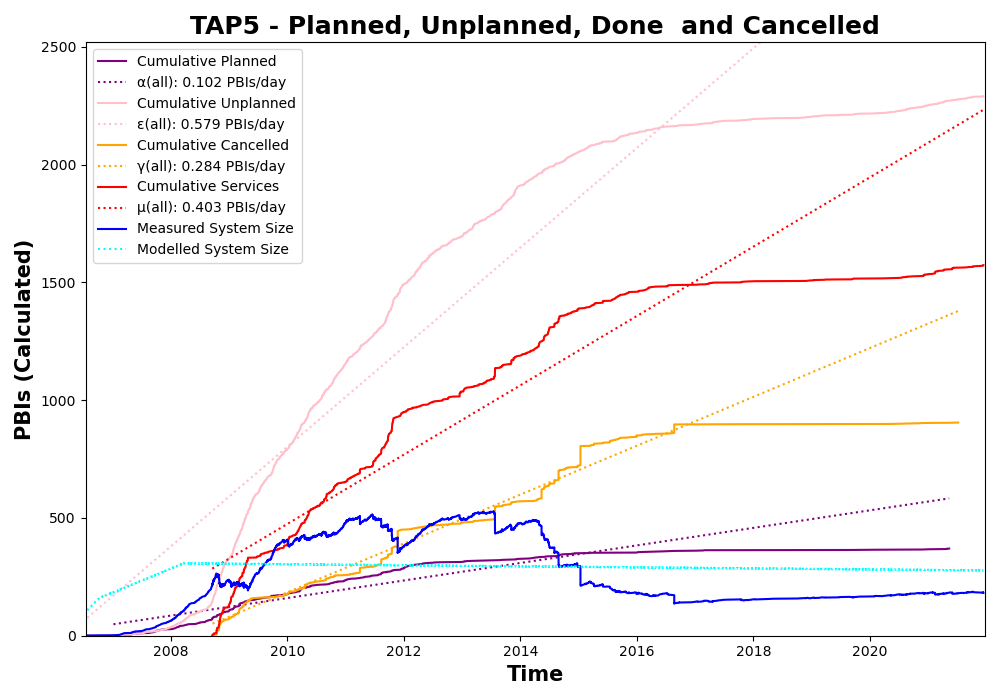 TAP5 - Planned, Unplanned, Done  and Cancelled
Cumulative Planned
α(all): 0.102 PBIs/day
Cumulative Unplanned
ε(all): 0.579 PBIs/day
Cumulative Cancelled
γ(all): 0.284 PBIs/day
Cumulative Services
μ(all): 0.403 PBIs/day
Measured System Size
Modelled System Size
PBIs (Calculated)
2500
2000
1500
1000
500
0
2008 2010 2012 2014 2016 2018 2020
Time